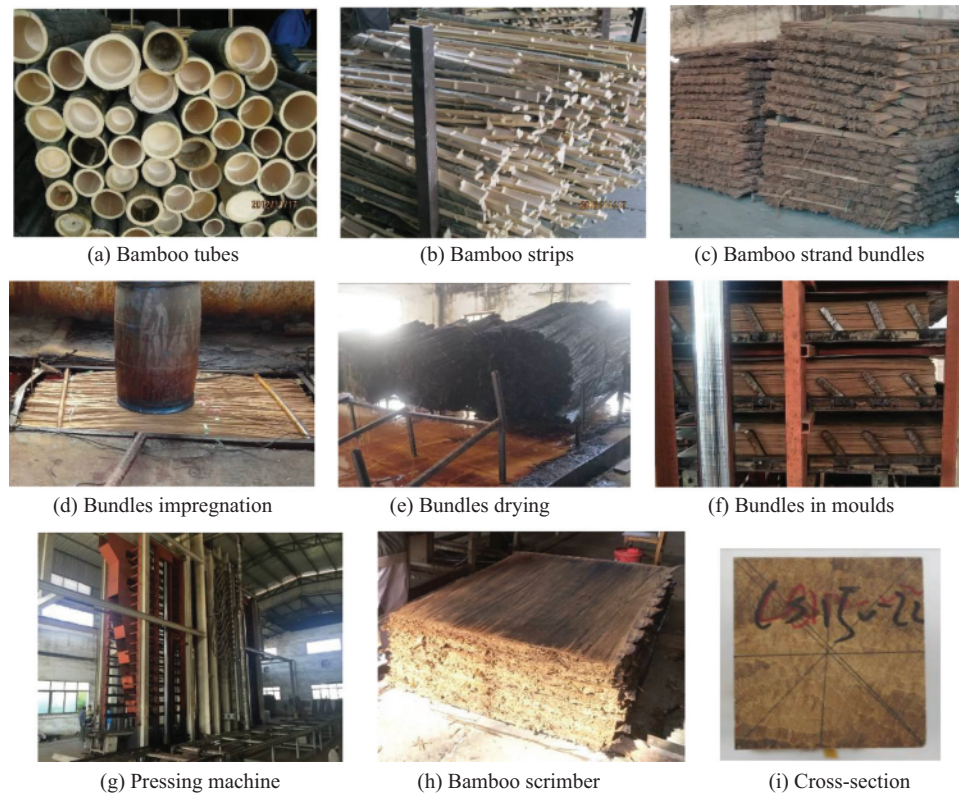 (a) Bamboo tubes
(b) Bamboo strips
(c) Bamboo strand bundles
(d) Bundles impregnation
(e) Bundles drying
(f) Bundles in moulds
(g) Pressing machine
(h) Bamboo scrimber
(i) Cross-section